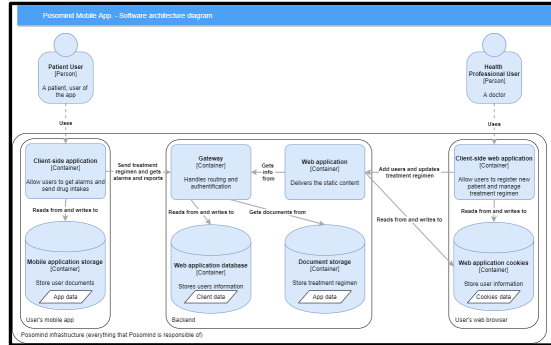 Posomind Mobile App. - Software architecture diagram
Patient User
[Person]
A patient, user of
the app
Health
Professional User
[Person]
A doctor
Uses
Uses
Client-side application
[Container]
Allow users to get alarms and
send drug intakes
Send treatment
regimen and gets
alarms and reports
Gateway
[Container]
Handles routing and
authentification
Gets
info
from
Web application
[Container]
Delivers the static content
Add users and updates
treatment regimen
Client-side web application
[Container]
Allow users to register new
patient and manage
treatment regimen
Reads from and writes to
Reads from and writes to
Gets documents from
Reads from and writes to
Reads from and writes to
Mobile application storage
[Container]
Store user documents
App data
Web application database
[Container]
Stores users information
Client data
Document storage
[Container]
Store treatment regimen
App data
Web application cookies
[Container]
Store user information
Cookies data
User's mobile app
Backend
User's web browser
Posomind infrastructure (everything that Posomind is responsible of)